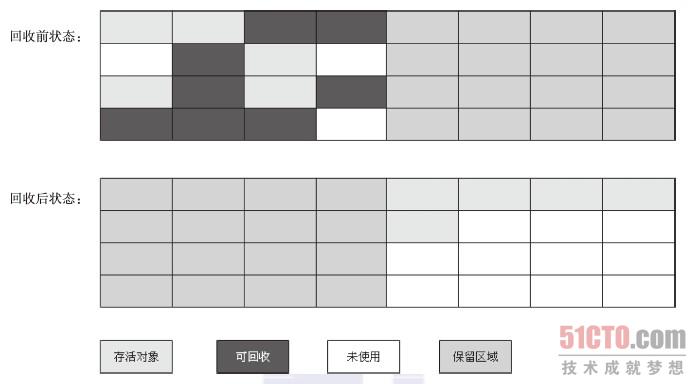 回收前状态：
回收后状态：
存活对象
可回收
未使用
保留区域
51CTO.com
技术成就梦想